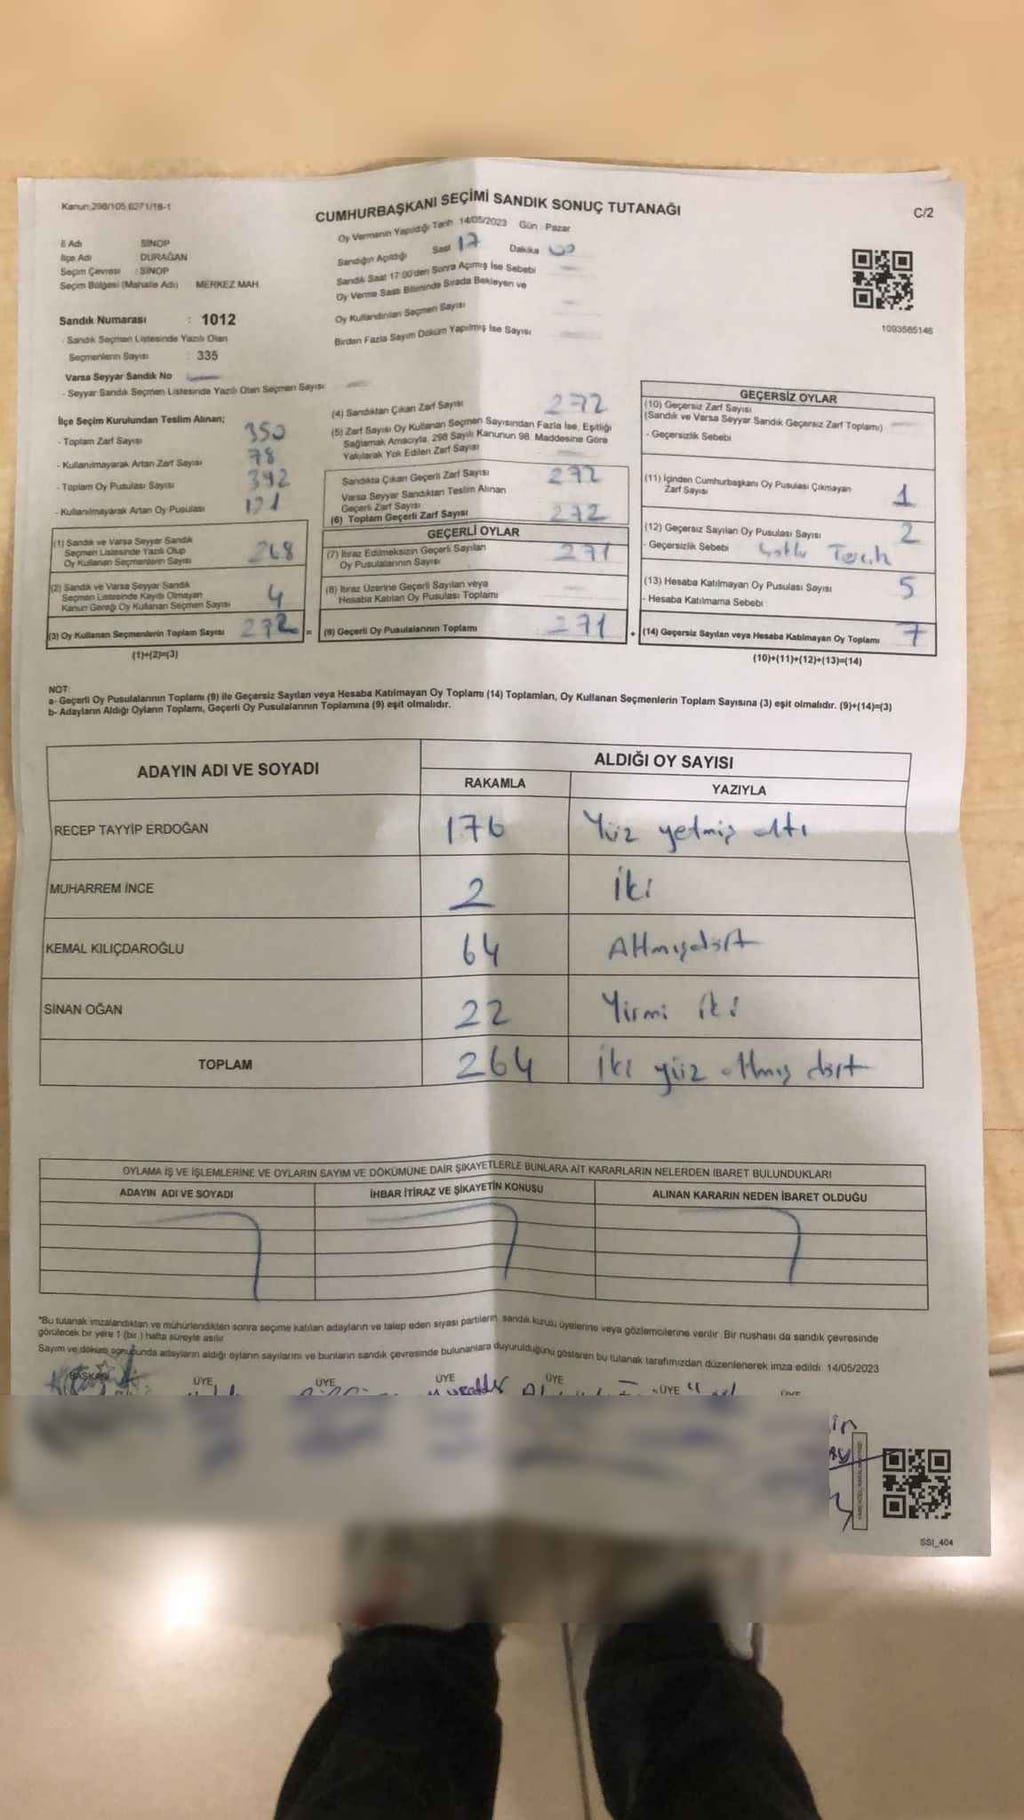 Kanun:298/105,6271/18-1
CUMHURBAŞKANI SEÇİMİ SANDIK SONUÇ TUTANAĞI
C/2
Oy Vermenin Yapıldığı Tarih 14/05/2023 Gün : Pazar
İl Adı SİNOP
İlçe Adı DURAĞAN
Seçim Çevresi : SİNOP
Seçim Bölgesi (Mahalle Adı) MERKEZ MAH.
Sandığın Açıldığı Saat 17 Dakika 00
Sandık Saat 17:00'den Sonra Açılmış İse Sebebi
Oy Verme Saati Bitiminde Sırada Bekleyen ve
Oy Kullandırılan Seçmen Sayısı
Birden Fazla Sayım Döküm Yapılmış İse Sayısı
1093565146
Sandık Numarası : 1012
- Sandık Seçmen Listesinde Yazılı Olan
Seçmenlerin Sayısı : 335
Varsa Seyyar Sandık No
- Seyyar Sandık Seçmen Listesinde Yazılı Olan Seçmen Sayısı
İlçe Seçim Kurulundan Teslim Alınan;
- Toplam Zarf Sayısı 350
- Kullanılmayarak Artan Zarf Sayısı 78
- Toplam Oy Pusulası Sayısı 392
- Kullanılmayarak Artan Oy Pusulası 121
(1) Sandık ve Varsa Seyyar Sandık
Seçmen Listesinde Yazılı Olup
Oy Kullanan Seçmenlerin Sayısı 268
(2) Sandık ve Varsa Seyyar Sandık
Seçmen Listesinde Kayıtlı Olmayan
Kanun Gereği Oy Kullanan Seçmen Sayısı 4
(3) Oy Kullanan Seçmenlerin Toplam Sayısı 272 =
(1)+(2)=(3)
(4) Sandıktan Çıkan Zarf Sayısı 272
(5) Zarf Sayısı Oy Kullanan Seçmen Sayısından Fazla İse, Eşitliği
Sağlamak Amacıyla, 298 Sayılı Kanunun 98. Maddesine Göre
Yakılarak Yok Edilen Zarf Sayısı
Sandıkta Çıkan Geçerli Zarf Sayısı 272
Varsa Seyyar Sandıktan Teslim Alınan
Geçerli Zarf Sayısı
(6) Toplam Geçerli Zarf Sayısı 272
GEÇERLİ OYLAR
(7) İtiraz Edilmeksizin Geçerli Sayılan
Oy Pusulalarının Sayısı 271
(8) İtiraz Üzerine Geçerli Sayılan veya
Hesaba Katılan Oy Pusulası Toplamı
(9) Geçerli Oy Pusulalarının Toplamı 271 +
GEÇERSİZ OYLAR
(10) Geçersiz Zarf Sayısı
(Sandık ve Varsa Seyyar Sandık Geçersiz Zarf Toplamı)
- Geçersizlik Sebebi
(11) İçinden Cumhurbaşkanı Oy Pusulası Çıkmayan
Zarf Sayısı 1
(12) Geçersiz Sayılan Oy Pusulası Sayısı 2
- Geçersizlik Sebebi
(13) Hesaba Katılmayan Oy Pusulası Sayısı 5
- Hesaba Katılmama Sebebi
(14) Geçersiz Sayılan veya Hesaba Katılmayan Oy Toplamı 7
(10)+(11)+(12)+(13)=(14)
NOT:
a- Geçerli Oy Pusulalarının Toplamı (9) ile Geçersiz Sayılan veya Hesaba Katılmayan Oy Toplamı (14) Toplamları, Oy Kullanan Seçmenlerin Toplam Sayısına (3) eşit olmalıdır. (9)+(14)=(3)
b- Adayların Aldığı Oyların Toplamı, Geçerli Oy Pusulalarının Toplamına (9) eşit olmalıdır.
ADAYIN ADI VE SOYADI
ALDIĞI OY SAYISI
RAKAMLA YAZIYLA
RECEP TAYYİP ERDOĞAN 176 Yüz yetmiş altı
MUHARREM İNCE 2 İki
KEMAL KILIÇDAROĞLU 64 Altmışdört
SİNAN OĞAN 22 Yirmi iki
TOPLAM 264 İki yüz altmış dört
OYLAMA İŞ VE İŞLEMLERİNE VE OYLARIN SAYIM VE DÖKÜMÜNE DAİR ŞİKAYETLERLE BUNLARA AİT KARARLARIN NELERDEN İBARET BULUNDUKLARI
ADAYIN ADI VE SOYADI İHBAR İTİRAZ VE ŞİKAYETİN KONUSU ALINAN KARARIN NEDEN İBARET OLDUĞU
*Bu tutanak imzalandıktan ve mühürlendikten sonra seçime katılan adayların ve talep eden siyasi partilerin, sandık kurulu üyelerine veya gözlemcilerine verilir. Bir nüshası da sandık çevresinde
görülecek bir yere 1 (bir) hafta süreyle asılır.
Sayım ve döküm sonucunda adayların aldığı oyların sayılarını ve bunların sandık çevresinde bulunanlara duyurulduğunu gösteren bu tutanak tarafımızdan düzenlenerek imza edildi. 14/05/2023
BAŞKAN ÜYE ÜYE ÜYE ÜYE ÜYE ÜYE
SSI_404